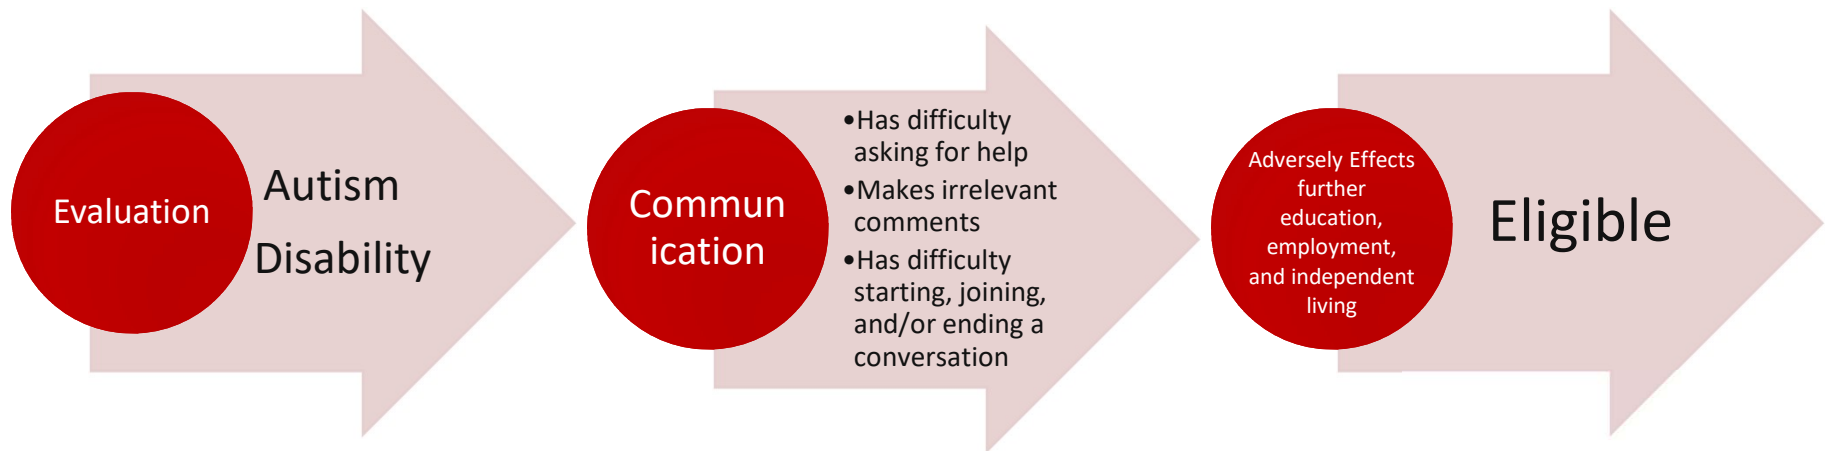 Evaluation
Autism
Disability
Commun
ication
•Has difficulty
asking for help
•Makes irrelevant
comments
•Has difficulty
starting, joining,
and/or ending a
conversation
Adversely Effects
further
education,
employment,
and independent
living
Eligible